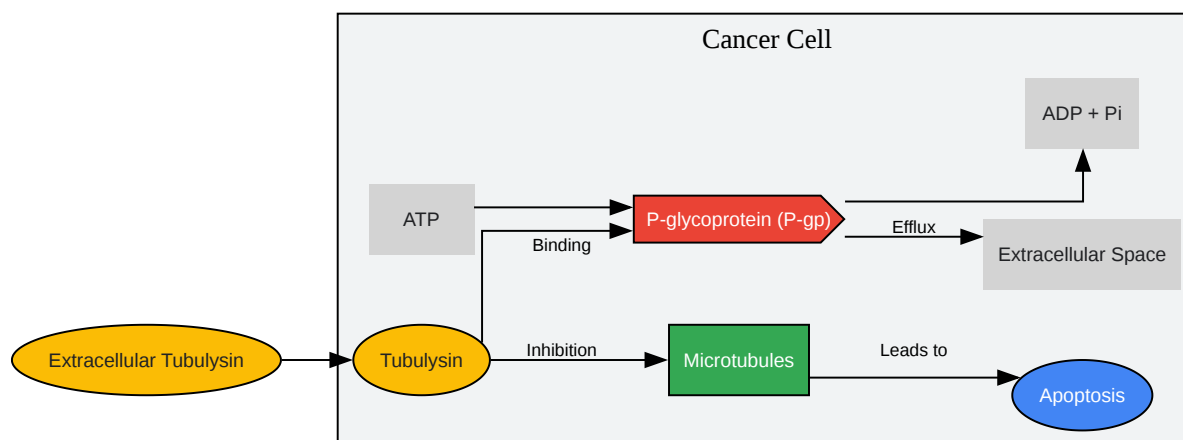 Cancer Cell
ADP + Pi
ATP
P-glycoprotein (P-gp)
Efflux
Binding
Extracellular Space
Extracellular Tubulysin
Tubulysin
Inhibition
Microtubules
Leads to
Apoptosis